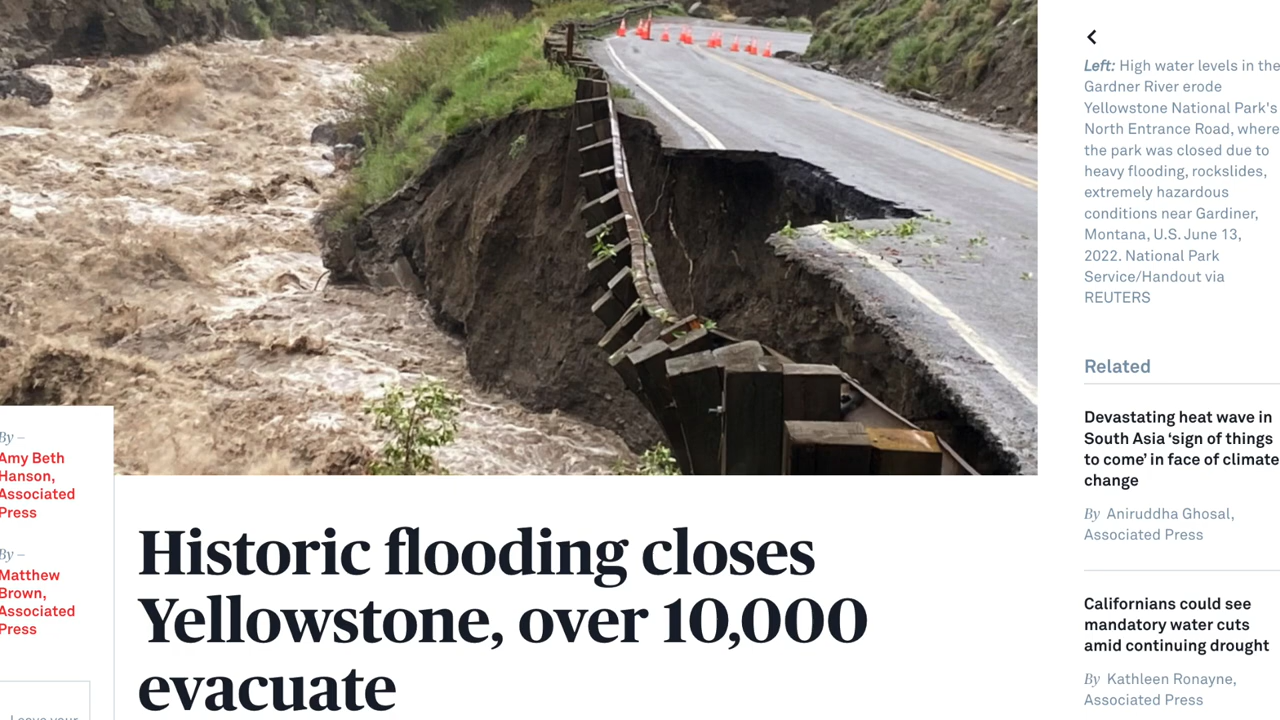 Left: High water levels in the
Gardner River erode
Yellowstone National Park's
North Entrance Road, where
the park was closed due to
heavy flooding, rockslides,
extremely hazardous
conditions near Gardiner,
Montana, U.S. June 13,
2022. National Park
Service/Handout via
REUTERS
By –
Amy Beth
Hanson,
Associated
Press
By –
Matthew
Brown,
Associated
Press
Leave your
Historic flooding closes
Yellowstone, over 10,000
evacuate
Related
Devastating heat wave in
South Asia ‘sign of things
to come’ in face of climate
change
By Aniruddha Ghosal,
Associated Press
Californians could see
mandatory water cuts
amid continuing drought
By Kathleen Ronayne,
Associated Press